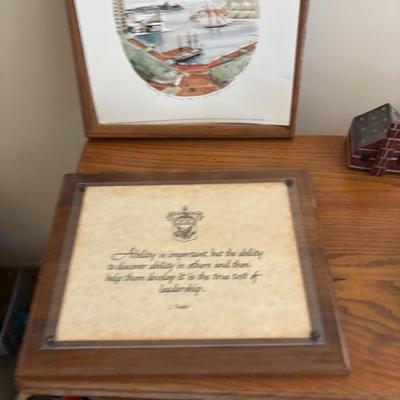 Ability is important, but the ability
to discover ability in others and then
help them develop it is the true test of
leadership.